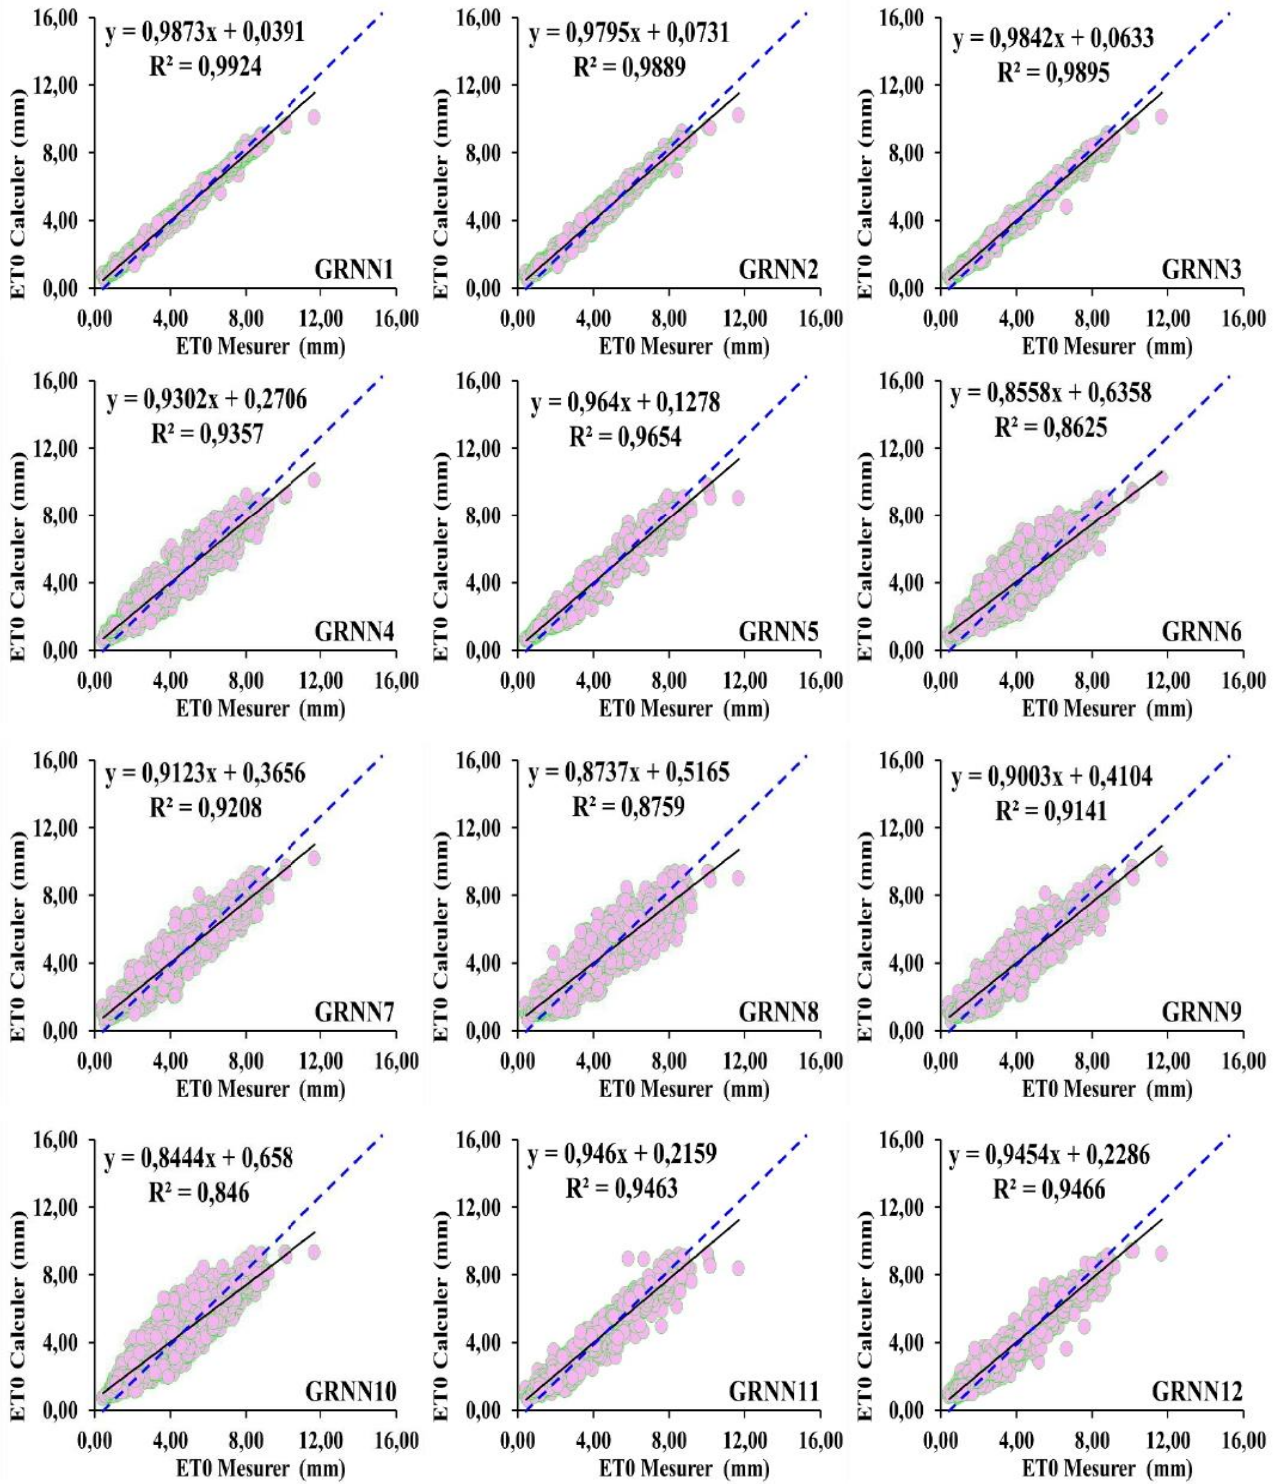 16,00
y = 0,9873x + 0,0391
R² = 0,9924
12,00
8,00
4,00
0,00
ET0 Calculer (mm)
GRNN1
0,00 4,00 8,00 12,00 16,00
ET0 Mesurer (mm)
16,00
y = 0,9795x + 0,0731
R² = 0,9889
12,00
8,00
4,00
0,00
ET0 Calculer (mm)
GRNN2
0,00 4,00 8,00 12,00 16,00
ET0 Mesurer (mm)
16,00
y = 0,9842x + 0,0633
R² = 0,9895
12,00
8,00
4,00
0,00
ET0 Calculer (mm)
GRNN3
0,00 4,00 8,00 12,00 16,00
ET0 Mesurer (mm)
16,00
y = 0,9302x + 0,2706
R² = 0,9357
12,00
8,00
4,00
0,00
ET0 Calculer (mm)
GRNN4
0,00 4,00 8,00 12,00 16,00
ET0 Mesurer (mm)
16,00
y = 0,964x + 0,1278
R² = 0,9654
12,00
8,00
4,00
0,00
ET0 Calculer (mm)
GRNN5
0,00 4,00 8,00 12,00 16,00
ET0 Mesurer (mm)
16,00
y = 0,8558x + 0,6358
R² = 0,8625
12,00
8,00
4,00
0,00
ET0 Calculer (mm)
GRNN6
0,00 4,00 8,00 12,00 16,00
ET0 Mesurer (mm)
16,00
y = 0,9123x + 0,3656
R² = 0,9208
12,00
8,00
4,00
0,00
ET0 Calculer (mm)
GRNN7
0,00 4,00 8,00 12,00 16,00
ET0 Mesurer (mm)
16,00
y = 0,8737x + 0,5165
R² = 0,8759
12,00
8,00
4,00
0,00
ET0 Calculer (mm)
GRNN8
0,00 4,00 8,00 12,00 16,00
ET0 Mesurer (mm)
16,00
y = 0,9003x + 0,4104
R² = 0,9141
12,00
8,00
4,00
0,00
ET0 Calculer (mm)
GRNN9
0,00 4,00 8,00 12,00 16,00
ET0 Mesurer (mm)
16,00
y = 0,8444x + 0,658
R² = 0,846
12,00
8,00
4,00
0,00
ET0 Calculer (mm)
GRNN10
0,00 4,00 8,00 12,00 16,00
ET0 Mesurer (mm)
16,00
y = 0,946x + 0,2159
R² = 0,9463
12,00
8,00
4,00
0,00
ET0 Calculer (mm)
GRNN11
0,00 4,00 8,00 12,00 16,00
ET0 Mesurer (mm)
16,00
y = 0,9454x + 0,2286
R² = 0,9466
12,00
8,00
4,00
0,00
ET0 Calculer (mm)
GRNN12
0,00 4,00 8,00 12,00 16,00
ET0 Mesurer (mm)